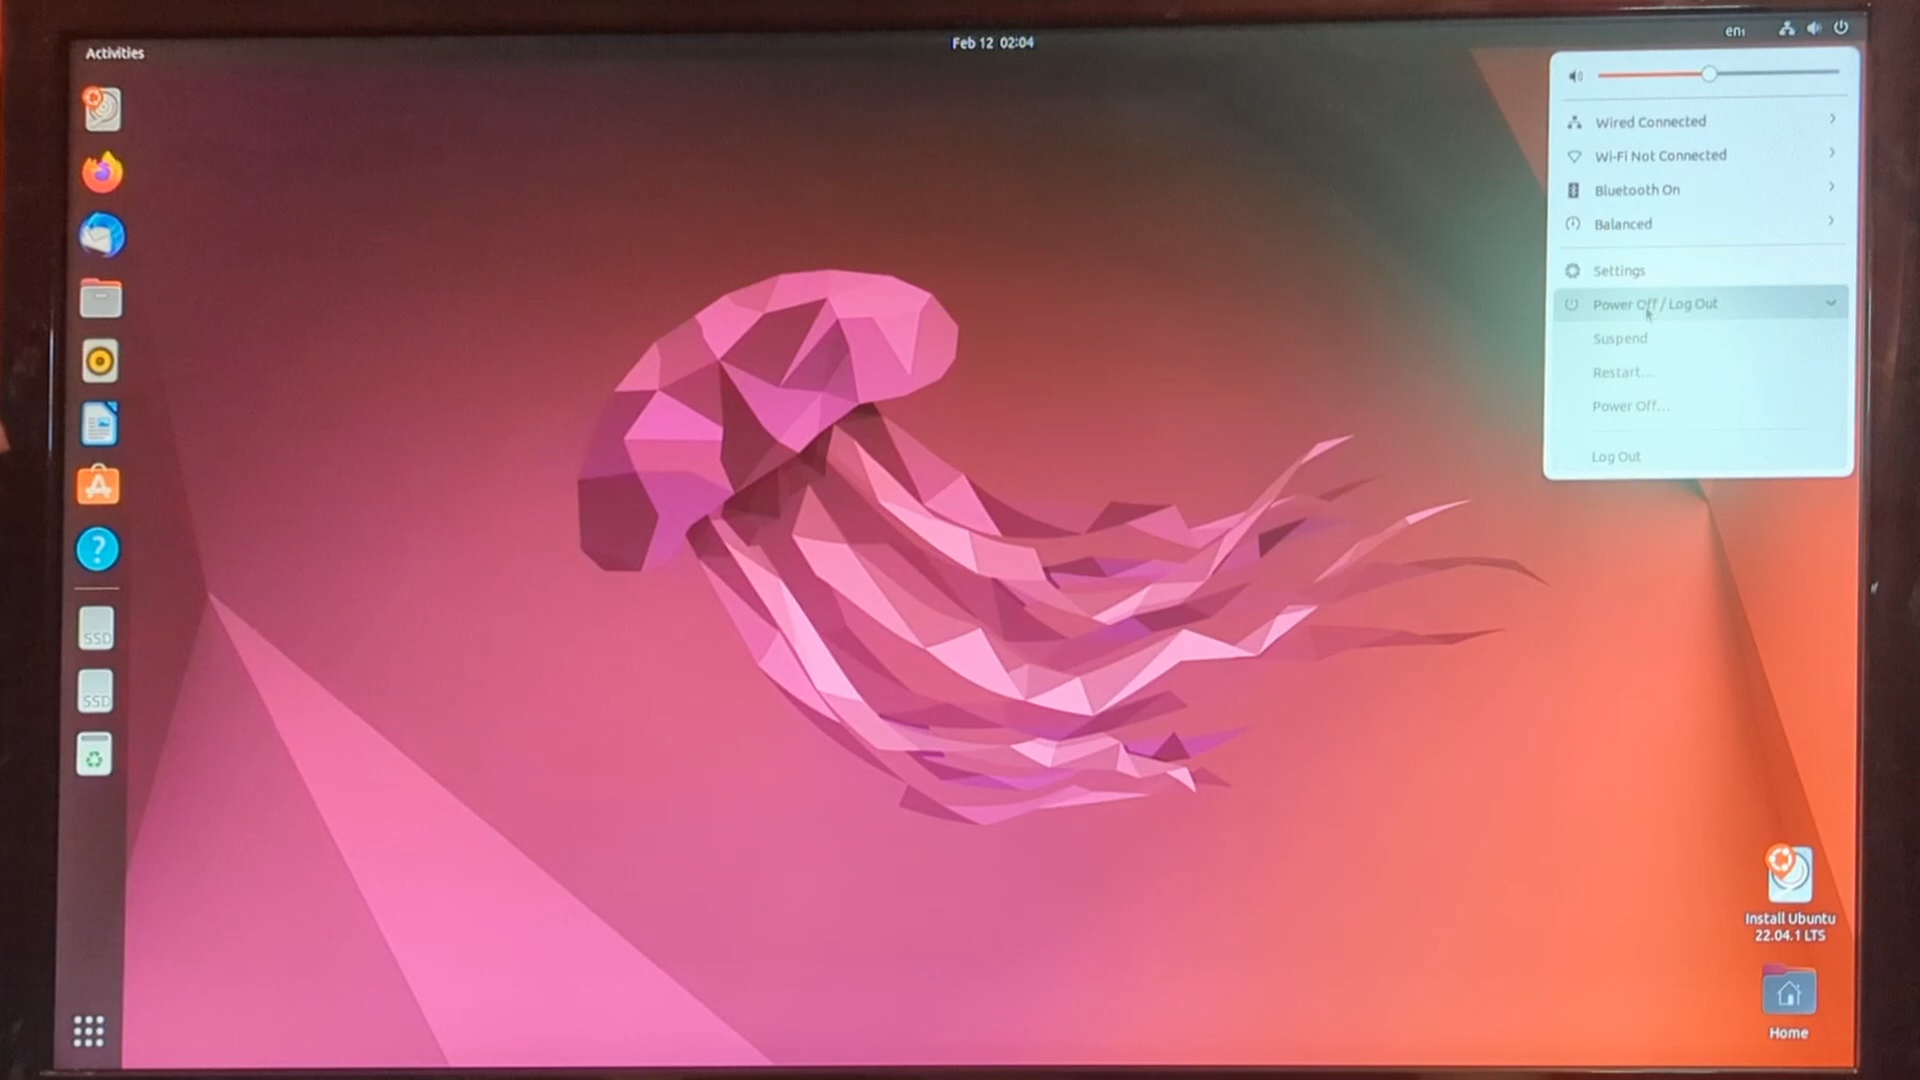 Activities
Feb 12 02:04
en₁
Wired Connected
Wi-Fi Not Connected
Bluetooth On
Balanced
Settings
Power Off / Log Out
Suspend
Restart...
Power Off...
Log Out
?
SSD
SSD
Install Ubuntu
22.04.1 LTS
Home